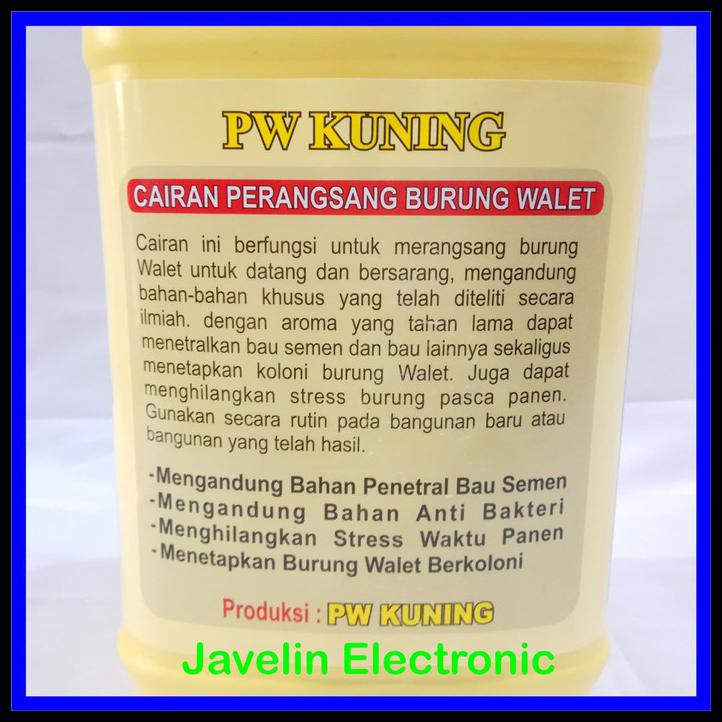 PW KUNING
CAIRAN PERANGSANG BURUNG WALET
Cairan ini berfungsi untuk merangsang burung
Walet untuk datang dan bersarang, mengandung
bahan-bahan khusus yang telah diteliti secara
ilmiah. dengan aroma yang tahan lama dapat
menetralkan bau semen dan bau lainnya sekaligus
menetapkan koloni burung Walet. Juga dapat
menghilangkan stress burung pasca panen.
Gunakan secara rutin pada bangunan baru atau
bangunan yang telah hasil.
-Mengandung Bahan Penetral Bau Semen
-Mengandung Bahan Anti Bakteri
-Menghilangkan Stress Waktu Panen
-Menetapkan Burung Walet Berkoloni
Produksi : PW KUNING
Javelin Electronic